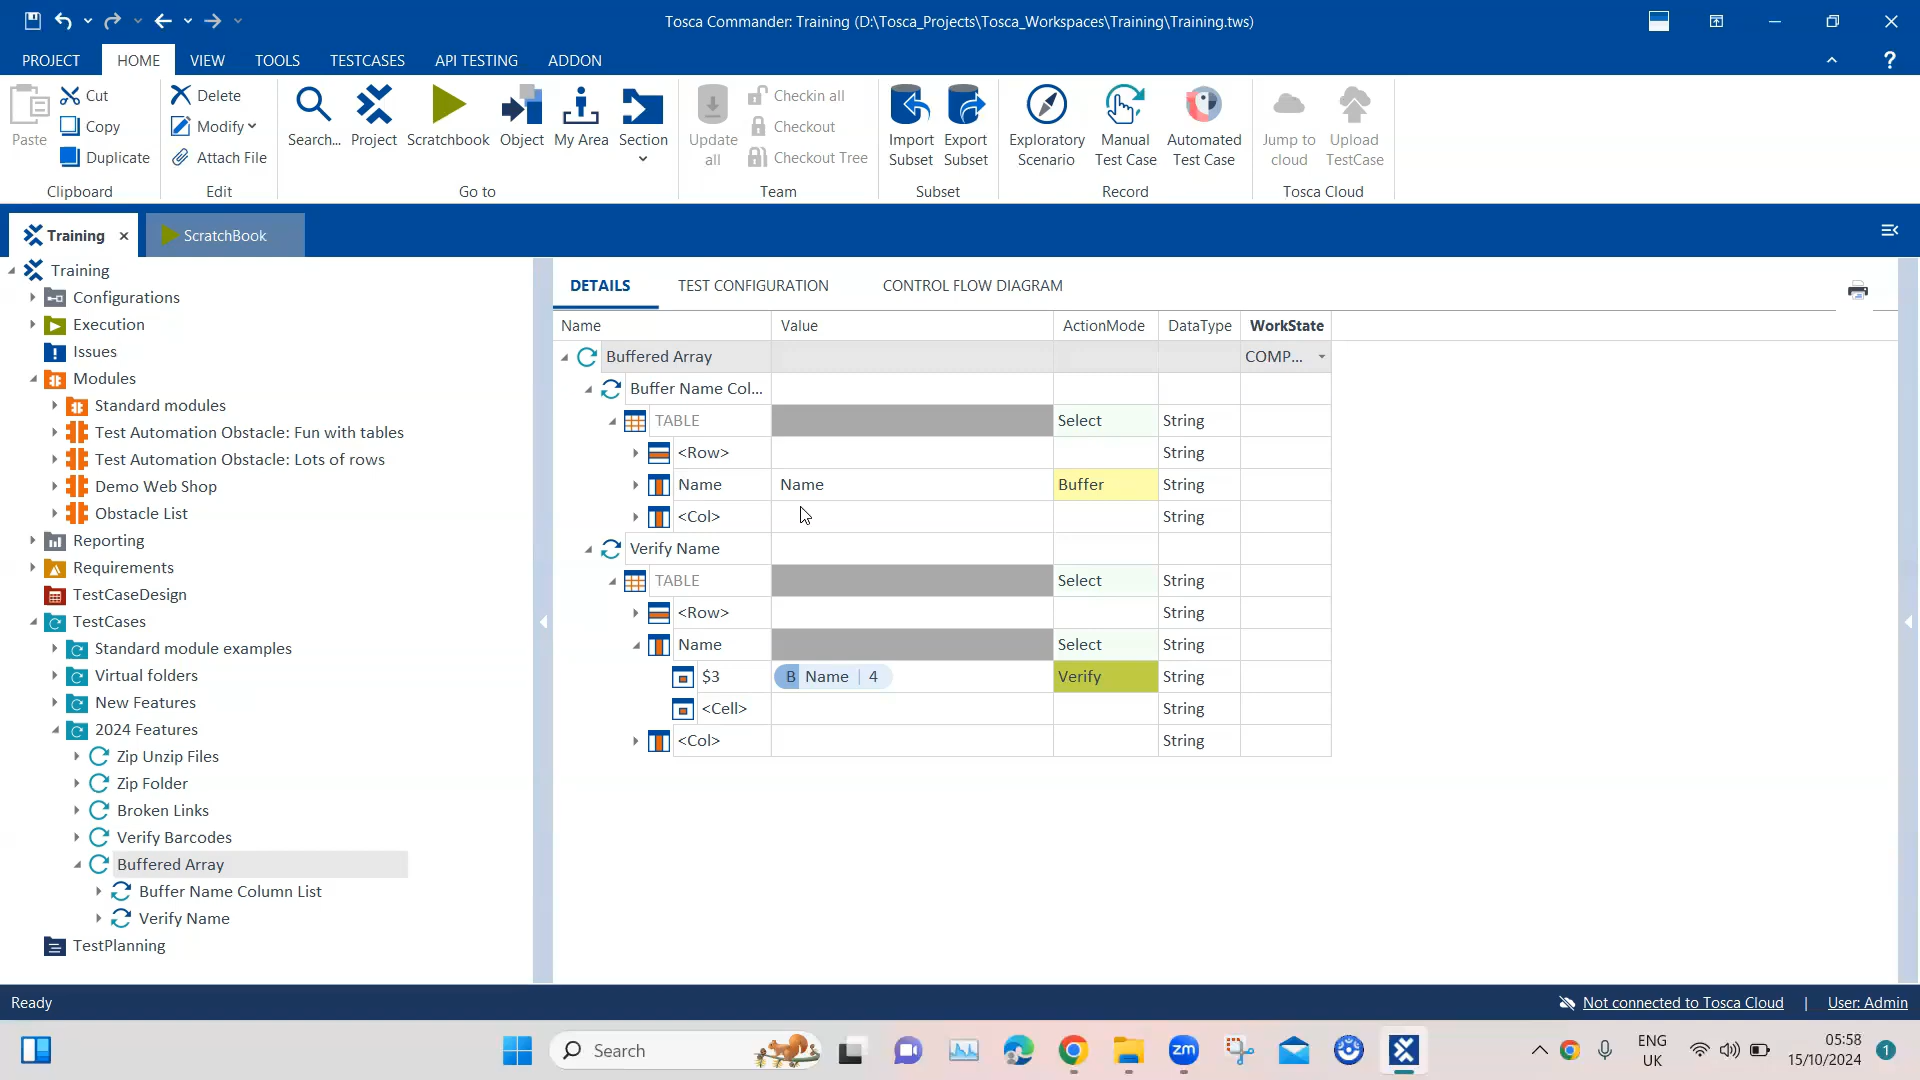 Tosca Commander: Training (D:\Tosca_Projects\Tosca_Workspaces\Training\Training.tws)
PROJECT HOME VIEW TOOLS TESTCASES API TESTING ADDON
?
Paste
Cut
Copy
Duplicate
Clipboard
Delete
Modify
Attach File
Edit
Search...
Project
Scratchbook
Object
My Area
Section
Go to
Update all
Checkin all
Checkout
Checkout Tree
Team
Import Subset
Export Subset
Subset
Exploratory Scenario
Manual Test Case
Automated Test Case
Record
Jump to cloud
Upload TestCase
Tosca Cloud
Training
ScratchBook
Training
Configurations
Execution
Issues
Modules
Standard modules
Test Automation Obstacle: Fun with tables
Test Automation Obstacle: Lots of rows
Demo Web Shop
Obstacle List
Reporting
Requirements
TestCaseDesign
TestCases
Standard module examples
Virtual folders
New Features
2024 Features
Zip Unzip Files
Zip Folder
Broken Links
Verify Barcodes
Buffered Array
Buffer Name Column List
Verify Name
TestPlanning
DETAILS TEST CONFIGURATION CONTROL FLOW DIAGRAM
Name Value ActionMode DataType WorkState
Buffered Array COMP...
Buffer Name Col...
TABLE Select String
<Row> String
Name Name Buffer String
<Col> String
Verify Name
TABLE Select String
<Row> String
Name Select String
$3 B Name 4 Verify String
<Cell> String
<Col> String
Ready
Not connected to Tosca Cloud | User: Admin
Search
zm
ENG
UK
05:58
15/10/2024
1